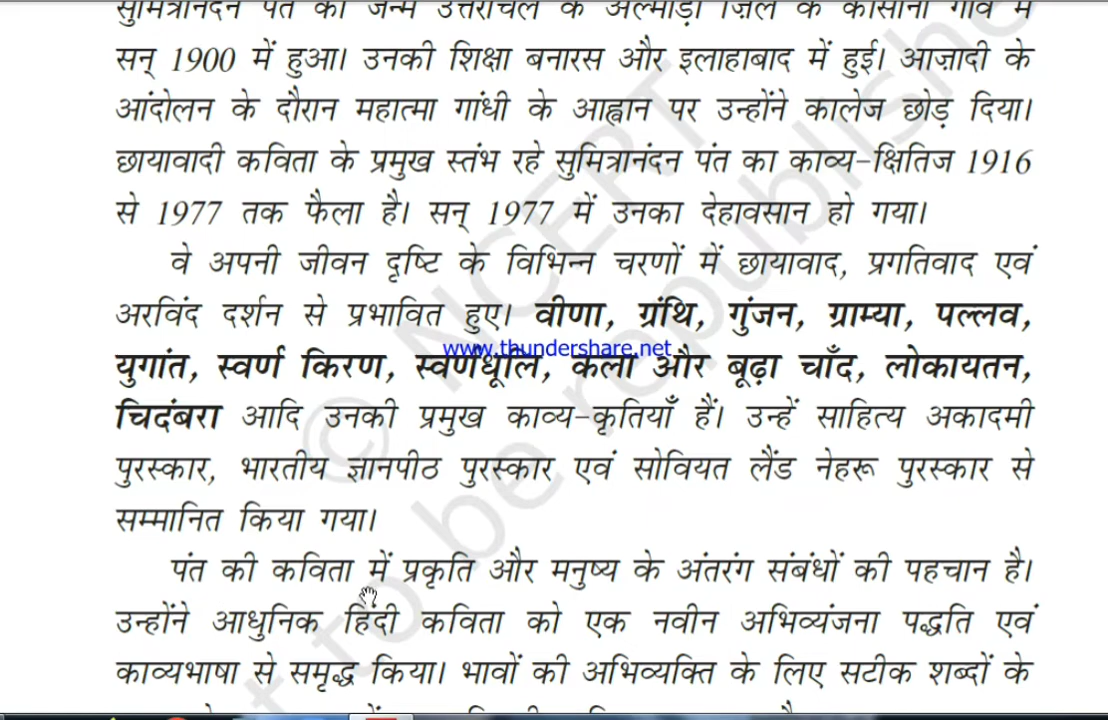 सुमित्रानंदन पंत का जन्म उत्तरांचल के अल्मोड़ा ज़िले के कौसानी गाँव में
सन् 1900 में हुआ। उनकी शिक्षा बनारस और इलाहाबाद में हुई। आज़ादी के
आंदोलन के दौरान महात्मा गांधी के आह्वान पर उन्होंने कालेज छोड़ दिया।
छायावादी कविता के प्रमुख स्तंभ रहे सुमित्रानंदन पंत का काव्य-क्षितिज 1916
से 1977 तक फैला है। सन् 1977 में उनका देहावसान हो गया।
वे अपनी जीवन दृष्टि के विभिन्न चरणों में छायावाद, प्रगतिवाद एवं
अरविंद दर्शन से प्रभावित हुए। वीणा, ग्रंथि, गुंजन, ग्राम्या, पल्लव,
www.thundershare.net
युगांत, स्वर्ण किरण, स्वर्णधूलि, कला और बूढ़ा चाँद, लोकायतन,
चिदंबरा आदि उनकी प्रमुख काव्य-कृतियाँ हैं। उन्हें साहित्य अकादमी
पुरस्कार, भारतीय ज्ञानपीठ पुरस्कार एवं सोवियत लैंड नेहरू पुरस्कार से
सम्मानित किया गया।
पंत की कविता में प्रकृति और मनुष्य के अंतरंग संबंधों की पहचान है।
उन्होंने आधुनिक हिंदी कविता को एक नवीन अभिव्यंजना पद्धति एवं
काव्यभाषा से समृद्ध किया। भावों की अभिव्यक्ति के लिए सटीक शब्दों के
© NCERT
t to be republishe